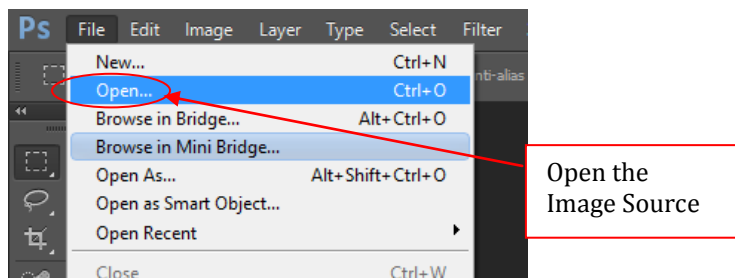 Ps File Edit Image Layer Type Select Filter
New... Ctrl+N
nti-alias
Open... Ctrl+O
Browse in Bridge... Alt+Ctrl+O
Browse in Mini Bridge...
Open As... Alt+Shift+Ctrl+O
Open as Smart Object...
Open Recent
Close Ctrl+W
Open the
Image Source